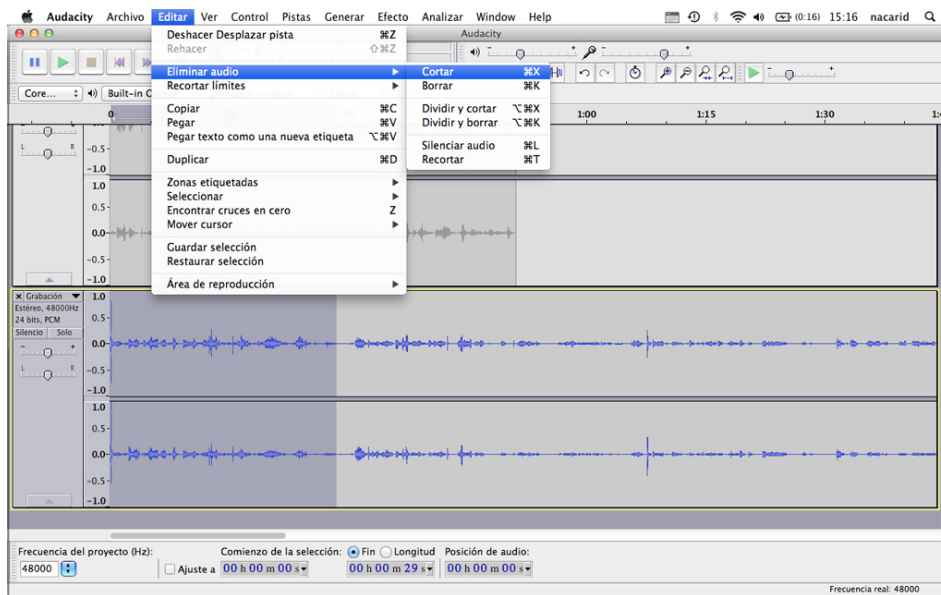 Audacity Archivo Editar Ver Control Pistas Generar Efecto Analizar Window Help (0:16) 15:16 nacarid
Audacity
Deshacer Desplazar pista ⌘Z
Rehacer ⇧⌘Z
Eliminar audio
Recortar límites
Copiar ⌘C
Pegar ⌘V
Pegar texto como una nueva etiqueta ⌥⌘V
Duplicar ⌘D
Zonas etiquetadas
Seleccionar
Encontrar cruces en cero Z
Mover cursor
Guardar selección
Restaurar selección
Área de reproducción
Cortar ⌘X
Borrar ⌘K
Dividir y cortar ⌥⌘X
Dividir y borrar ⌥⌘K
Silenciar audio ⌘L
Recortar ⌘T
Core... Built-in
0 1:00 1:15 1:30
L R
-0.5
-1.0
1.0
0.5
0.0
-0.5
-1.0
Grabación
Estéreo, 48000Hz
24 bits, PCM
Silencio Solo
- +
L R
1.0
0.5
0.0
-0.5
-1.0
1.0
0.5
0.0
-0.5
-1.0
Frecuencia del proyecto (Hz): Comienzo de la selección: Fin Longitud Posición de audio:
48000 Ajuste a 00 h 00 m 00 s 00 h 00 m 29 s 00 h 00 m 00 s
Frecuencia real: 48000